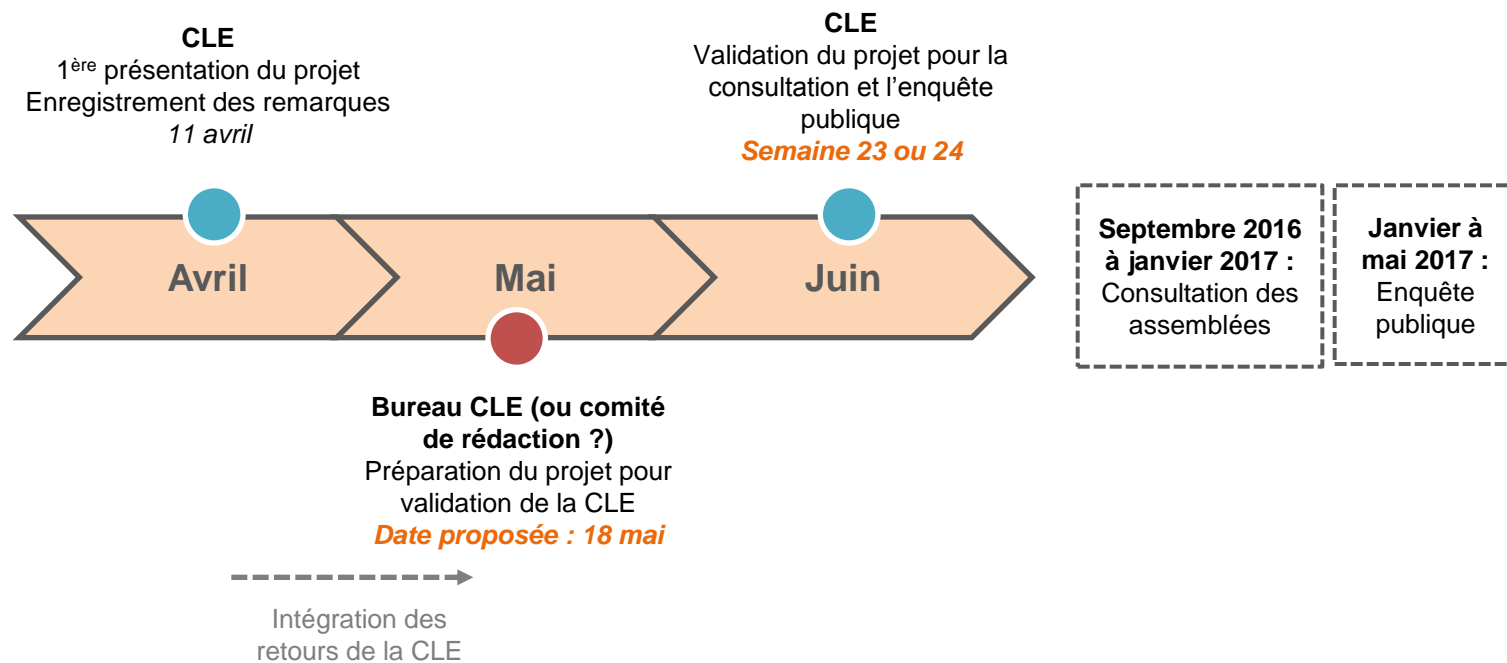 CLE
1ère présentation du projet
Enregistrement des remarques
11 avril
CLE
Validation du projet pour la
consultation et l’enquête
publique
Semaine 23 ou 24
Avril
Mai
Juin
Septembre 2016
à janvier 2017 :
Consultation des
assemblées
Janvier à
mai 2017 :
Enquête
publique
Bureau CLE (ou comité
de rédaction ?)
Préparation du projet pour
validation de la CLE
Date proposée : 18 mai
Intégration des
retours de la CLE